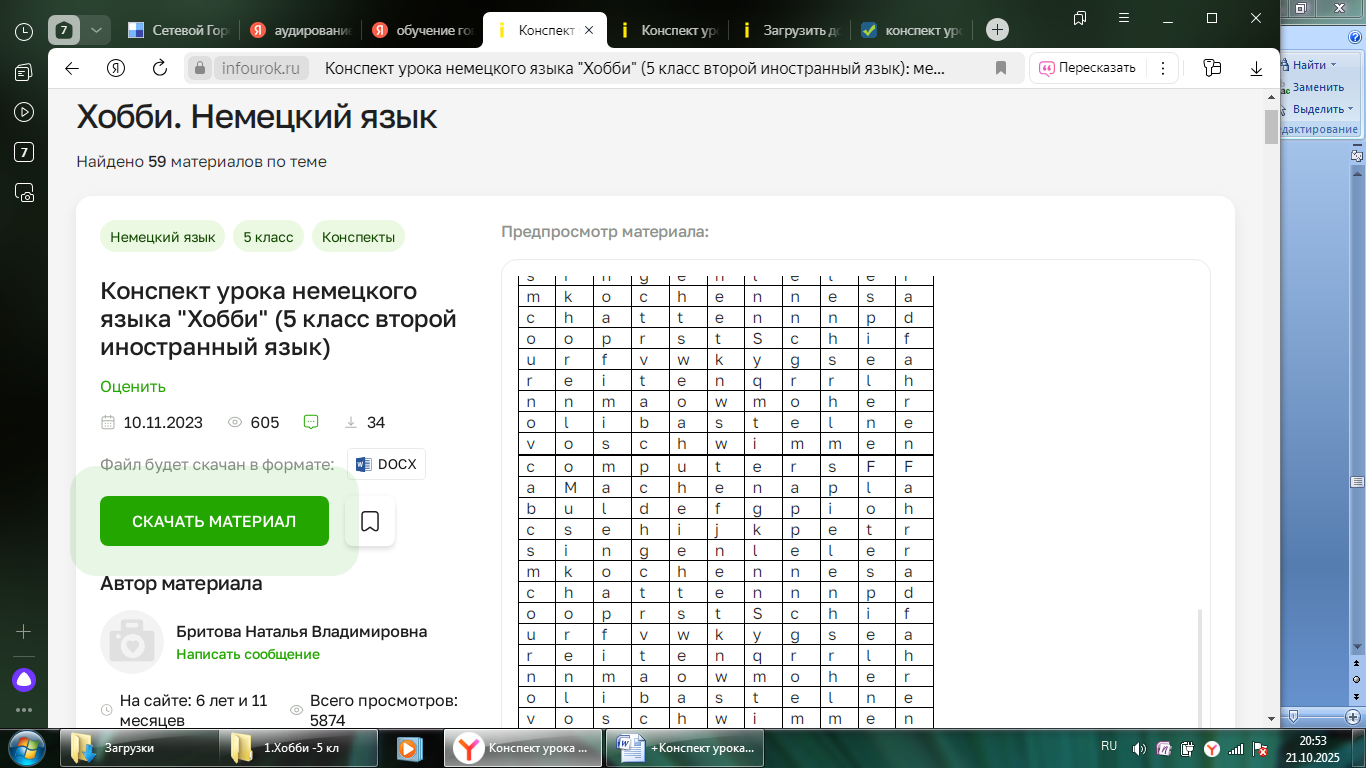 7
Сетевой Гор
аудировани
обучение го
Конспект
Конспект ур
Загрузить д
конспект ур
infourok.ru
Конспект урока немецкого языка "Хобби" (5 класс второй иностранный язык): ме...
Пересказать
Найти
Заменить
Выделить
дактирование
7
Хобби. Немецкий язык
Найдено 59 материалов по теме
Немецкий язык
5 класс
Конспекты
Конспект урока немецкого
языка "Хобби" (5 класс второй
иностранный язык)
Оценить
10.11.2023
605
34
Файл будет скачан в формате:
DOCX
СКАЧАТЬ МАТЕРИАЛ
Автор материала
Бритова Наталья Владимировна
Написать сообщение
На сайте: 6 лет и 11
месяцев
Всего просмотров:
5874
Предпросмотр материала:
s i n g e n l e l e r
m k o c h e n n e s a
c h a t t e n n n p d
o o p r s t S c h i f
u r f v w k y g s e a
r e i t e n q r r l h
n n m a o w m o h e r
o l i b a s t e l n e
v o s c h w i m m e n
c o m p u t e r s F F
a M a c h e n a p l a
b u l d e f g p i o h
c s e h i j k p e t r
s i n g e n l e l e r
m k o c h e n n e s a
c h a t t e n n n p d
o o p r s t S c h i f
u r f v w k y g s e a
r e i t e n q r r l h
n n m a o w m o h e r
o l i b a s t e l n e
v o s c h w i m m e n
Загрузки
1.Хобби -5 кл
Конспект урока ...
+Конспект урока...
RU
20:53
21.10.2025